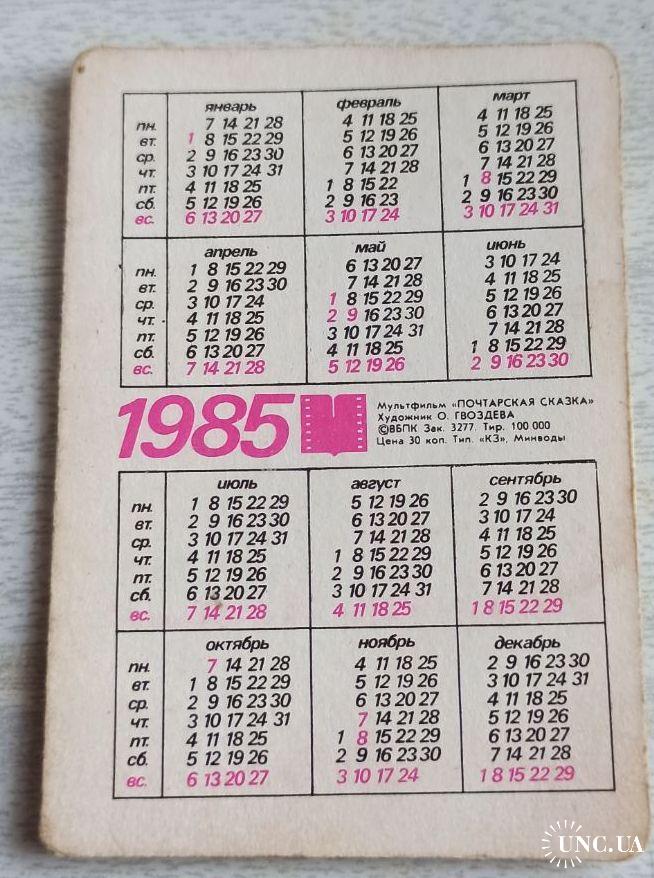 январь февраль март
пн. 7 14 21 28 4 11 18 25 4 11 18 25
вт. 1 8 15 22 29 5 12 19 26 5 12 19 26
ср. 2 9 16 23 30 6 13 20 27 6 13 20 27
чт. 3 10 17 24 31 7 14 21 28 7 14 21 28
пт. 4 11 18 25 1 8 15 22 1 8 15 22 29
сб. 5 12 19 26 2 9 16 23 2 9 16 23 30
вс. 6 13 20 27 3 10 17 24 3 10 17 24 31
апрель май июнь
пн. 1 8 15 22 29 6 13 20 27 3 10 17 24
вт. 2 9 16 23 30 7 14 21 28 4 11 18 25
ср. 3 10 17 24 1 8 15 22 29 5 12 19 26
чт. 4 11 18 25 2 9 16 23 30 6 13 20 27
пт. 5 12 19 26 3 10 17 24 31 7 14 21 28
сб. 6 13 20 27 4 11 18 25 1 8 15 22 29
вс. 7 14 21 28 5 12 19 26 2 9 16 23 30
1985
Мультфильм «ПОЧТАРСКАЯ СКАЗКА»
Художник О. ГВОЗДЕВА
©ВБПК Зак. 3277. Тир. 100 000
Цена 30 коп. Тип. «КЗ», Минводы
июль август сентябрь
пн. 1 8 15 22 29 5 12 19 26 2 9 16 23 30
вт. 2 9 16 23 30 6 13 20 27 3 10 17 24
ср. 3 10 17 24 31 7 14 21 28 4 11 18 25
чт. 4 11 18 25 1 8 15 22 29 5 12 19 26
пт. 5 12 19 26 2 9 16 23 30 6 13 20 27
сб. 6 13 20 27 3 10 17 24 31 7 14 21 28
вс. 7 14 21 28 4 11 18 25 1 8 15 22 29
октябрь ноябрь декабрь
пн. 7 14 21 28 4 11 18 25 2 9 16 23 30
вт. 1 8 15 22 29 5 12 19 26 3 10 17 24 31
ср. 2 9 16 23 30 6 13 20 27 4 11 18 25
чт. 3 10 17 24 31 7 14 21 28 5 12 19 26
пт. 4 11 18 25 1 8 15 22 29 6 13 20 27
сб. 5 12 19 26 2 9 16 23 30 7 14 21 28
вс. 6 13 20 27 3 10 17 24 1 8 15 22 29
UNC.UA